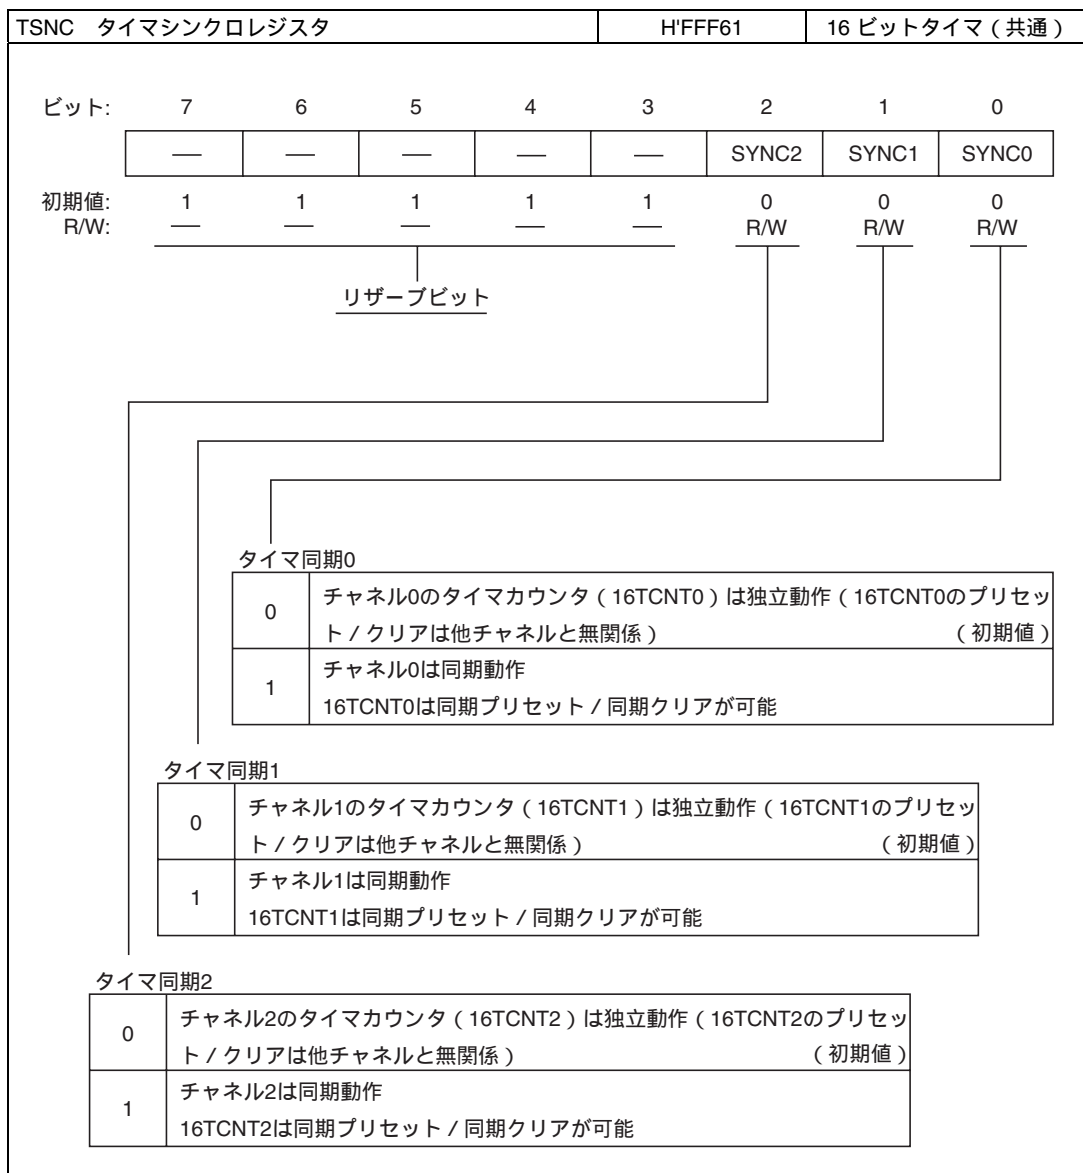 TSNC　タイマシンクロレジスタ H'FFF61 16 ビットタイマ（共通）
ビット: 7 6 5 4 3 2 1 0
— — — — — SYNC2 SYNC1 SYNC0
初期値: 1 1 1 1 1 0 0 0
R/W: — — — — — R/W R/W R/W
リザーブビット
タイマ同期0
0 チャネル0のタイマカウンタ（16TCNT0）は独立動作（16TCNT0のプリセッ
ト／クリアは他チャネルと無関係） （初期値）
1 チャネル0は同期動作
16TCNT0は同期プリセット／同期クリアが可能
タイマ同期1
0 チャネル1のタイマカウンタ（16TCNT1）は独立動作（16TCNT1のプリセッ
ト／クリアは他チャネルと無関係） （初期値）
1 チャネル1は同期動作
16TCNT1は同期プリセット／同期クリアが可能
タイマ同期2
0 チャネル2のタイマカウンタ（16TCNT2）は独立動作（16TCNT2のプリセッ
ト／クリアは他チャネルと無関係） （初期値）
1 チャネル2は同期動作
16TCNT2は同期プリセット／同期クリアが可能